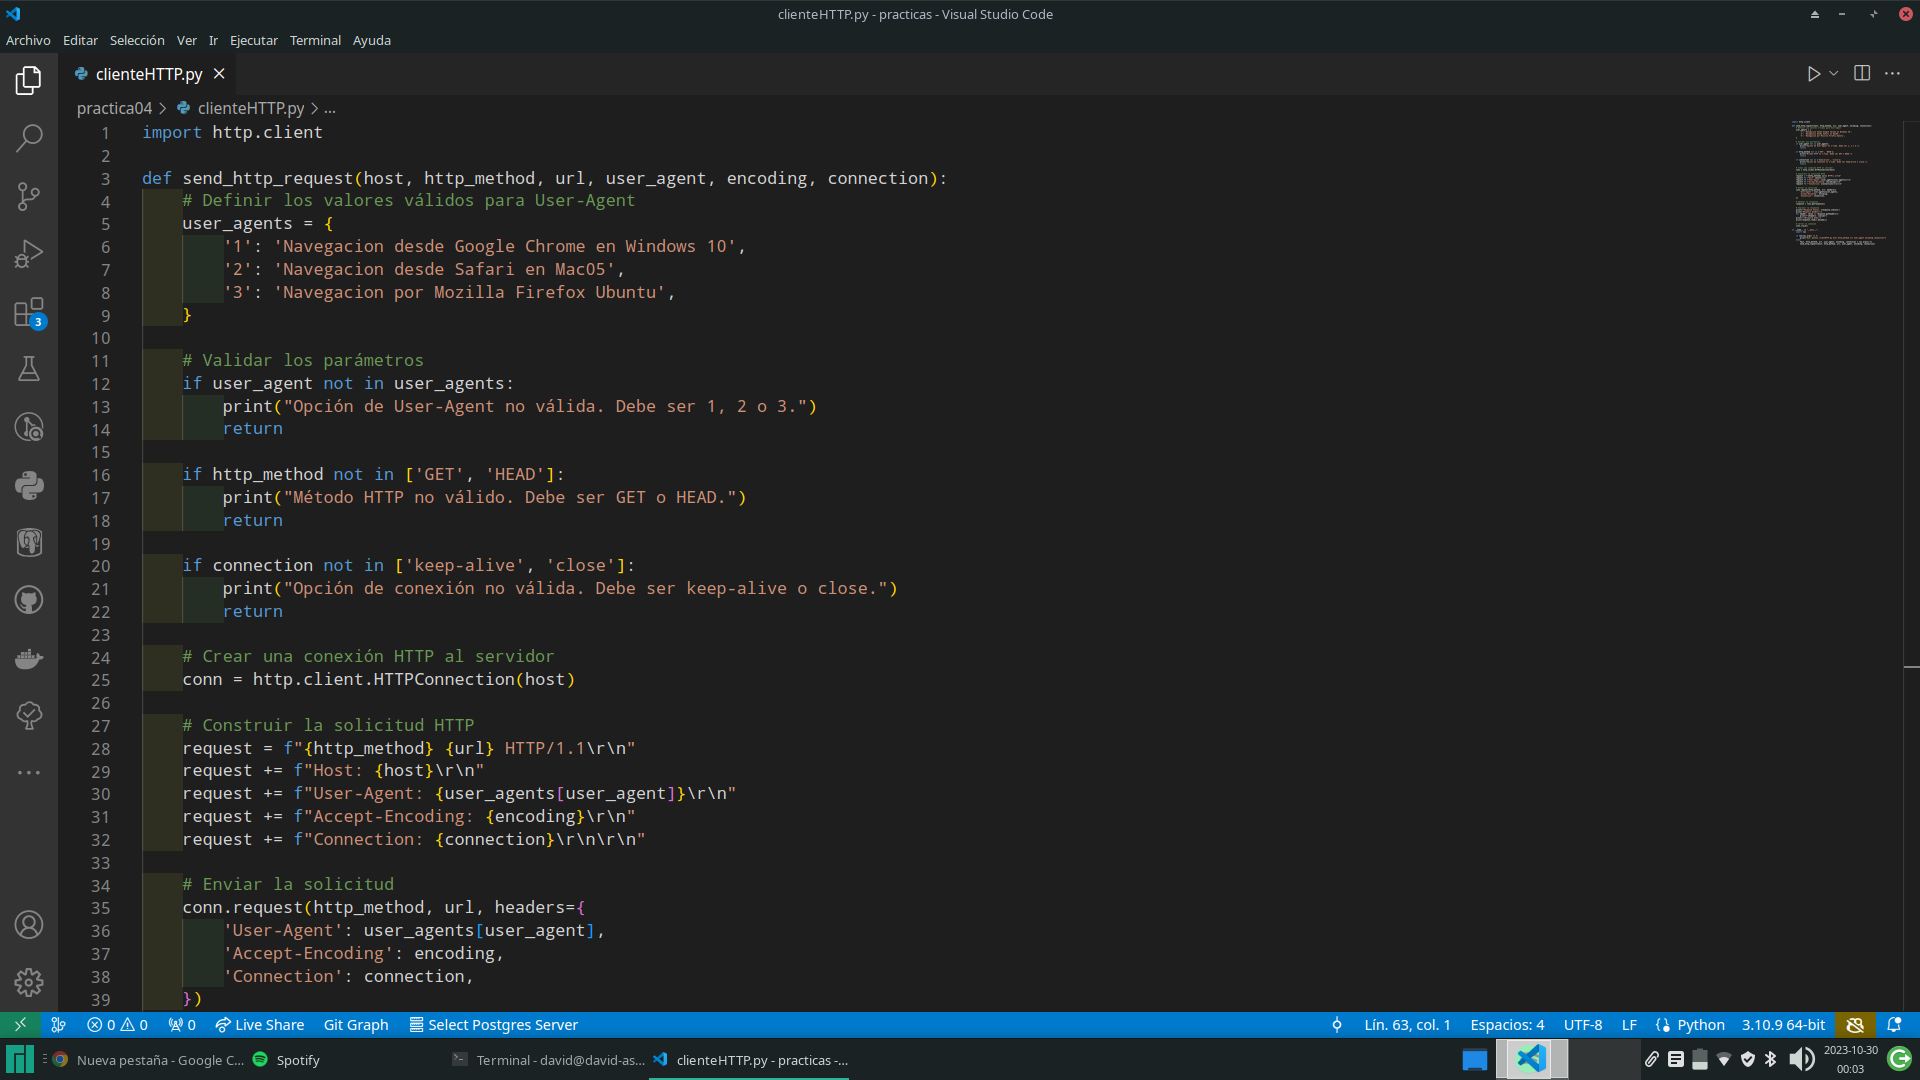 clienteHTTP.py - practicas - Visual Studio Code
Archivo Editar Selección Ver Ir Ejecutar Terminal Ayuda
clienteHTTP.py
practica04 > clienteHTTP.py > ...
1 import http.client
2
3 def send_http_request(host, http_method, url, user_agent, encoding, connection):
4     # Definir los valores válidos para User-Agent
5     user_agents = {
6         '1': 'Navegacion desde Google Chrome en Windows 10',
7         '2': 'Navegacion desde Safari en Mac05',
8         '3': 'Navegacion por Mozilla Firefox Ubuntu',
9     }
10
11     # Validar los parámetros
12     if user_agent not in user_agents:
13         print("Opción de User-Agent no válida. Debe ser 1, 2 o 3.")
14         return
15
16     if http_method not in ['GET', 'HEAD']:
17         print("Método HTTP no válido. Debe ser GET o HEAD.")
18         return
19
20     if connection not in ['keep-alive', 'close']:
21         print("Opción de conexión no válida. Debe ser keep-alive o close.")
22         return
23
24     # Crear una conexión HTTP al servidor
25     conn = http.client.HTTPConnection(host)
26
27     # Construir la solicitud HTTP
28     request = f"{http_method} {url} HTTP/1.1\r\n"
29     request += f"Host: {host}\r\n"
30     request += f"User-Agent: {user_agents[user_agent]}\r\n"
31     request += f"Accept-Encoding: {encoding}\r\n"
32     request += f"Connection: {connection}\r\n\r\n"
33
34     # Enviar la solicitud
35     conn.request(http_method, url, headers={
36         'User-Agent': user_agents[user_agent],
37         'Accept-Encoding': encoding,
38         'Connection': connection,
39     })
3
0 0 0 Live Share Git Graph Select Postgres Server Lín. 63, col. 1 Espacios: 4 UTF-8 LF Python 3.10.9 64-bit
Nueva pestaña - Google C... Spotify Terminal - david@david-as... clienteHTTP.py - practicas -... 2023-10-30
00:03